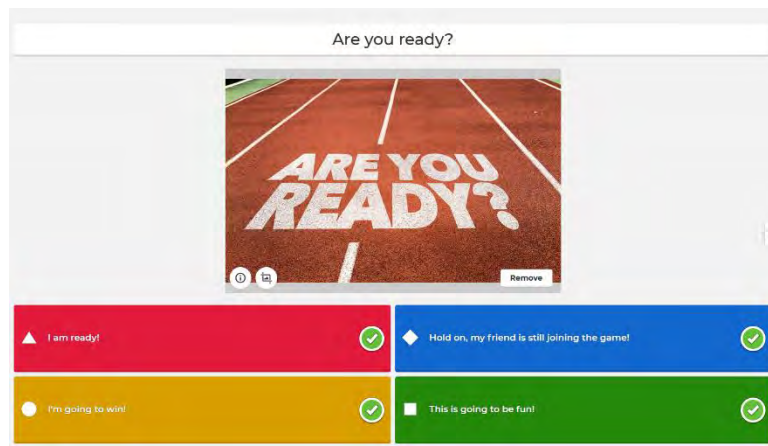 Are you ready?
ARE YOU
READY?
Remove
I am ready!
Hold on, my friend is still joining the game!
I'm going to win!
This is going to be fun!